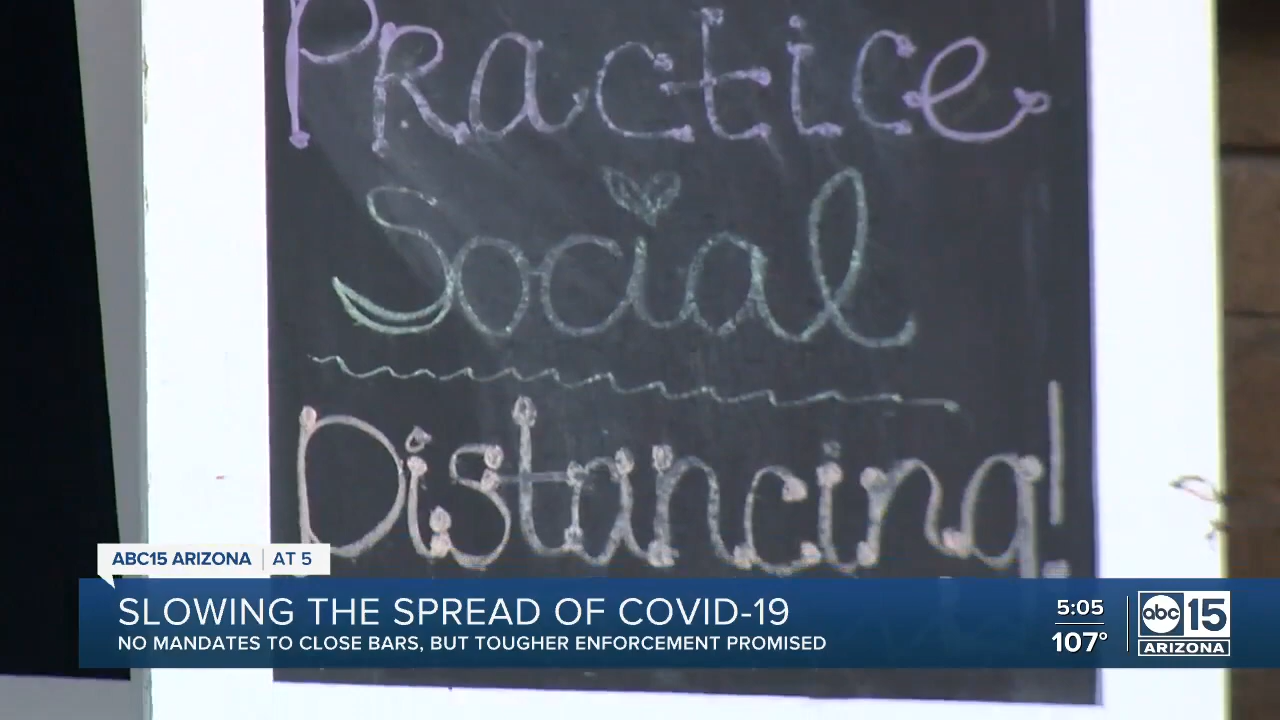 Practice
Social
Distancing!
ABC15 ARIZONA | AT 5
SLOWING THE SPREAD OF COVID-19
NO MANDATES TO CLOSE BARS, BUT TOUGHER ENFORCEMENT PROMISED
5:05
107°
abc 15
ARIZONA